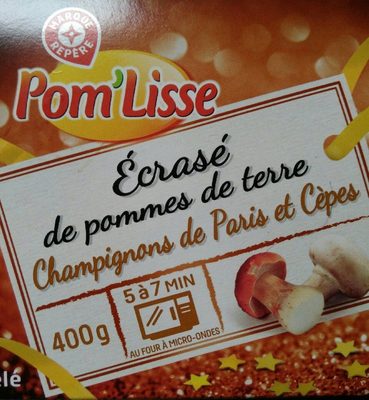 MARQUE
REPÈRE
Pom'Lisse
Écrasé
de pommes de terre
Champignons de Paris et Cèpes
5 à 7 MIN
400g
AU FOUR À MICRO-ONDES
elé